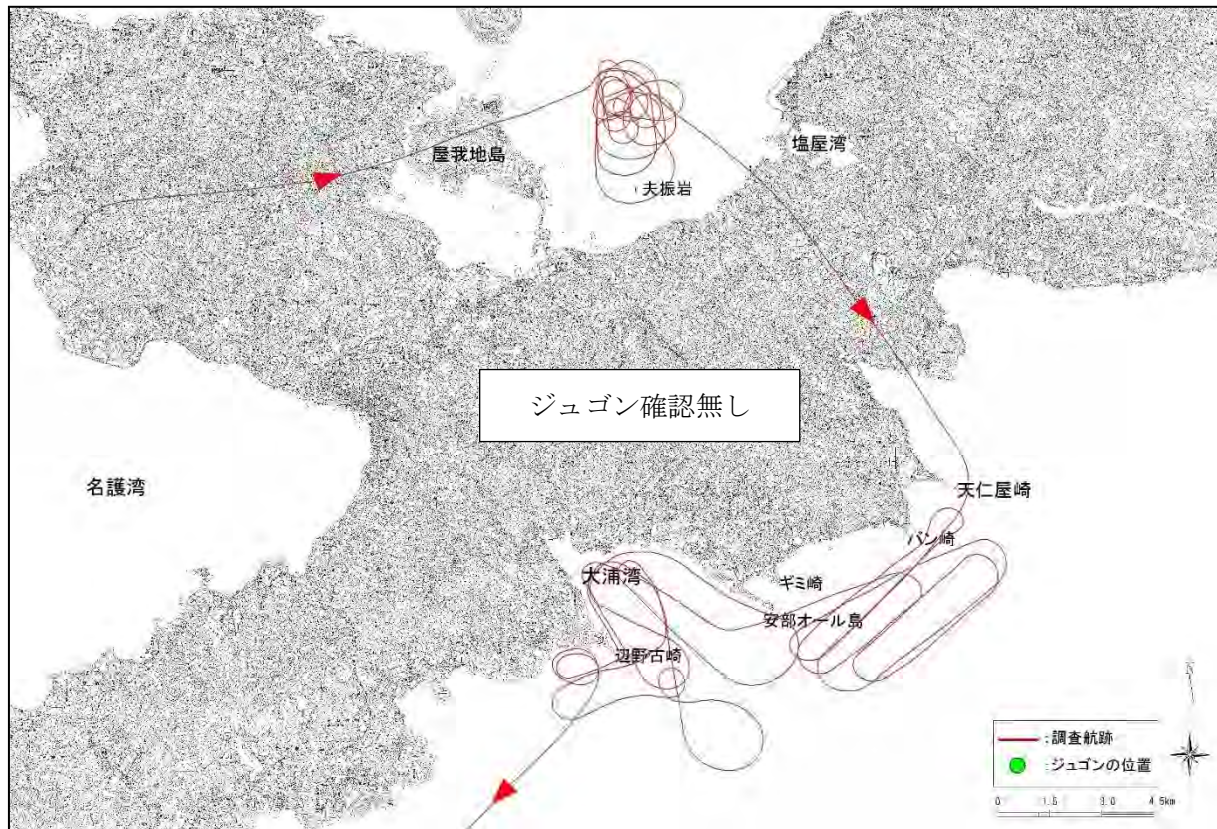 塩屋湾
屋我地島
夫振岩
ジュゴン確認無し
名護湾
天仁屋崎
バン崎
大浦湾
ギミ崎
安部オール島
辺野古崎
N
:調査航跡
:ジュゴンの位置
0 1.5 3.0 4.5km